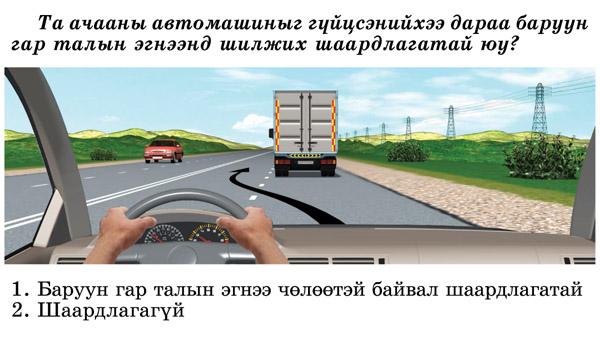 Та ачааны автомашиныг гүйцсэнийхээ дараа баруун
гар талын эгнээнд шилжих шаардлагатай юу?
1. Баруун гар талын эгнээ чөлөөтэй байвал шаардлагатай
2. Шаардлагагүй